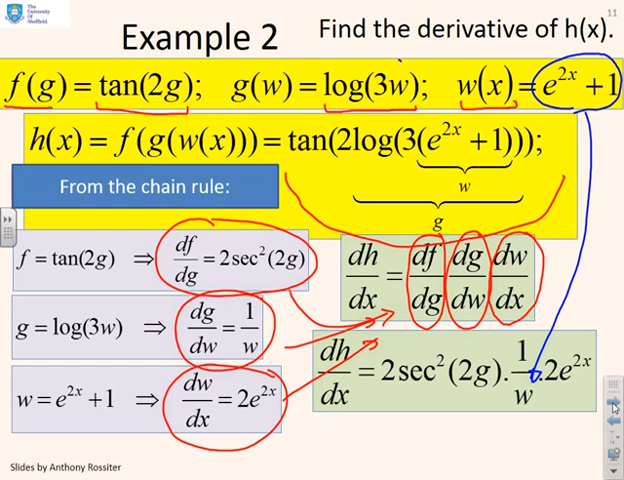 The
University
Of
Sheffield.
11
Example 2
Find the derivative of h(x).
f(g) = tan(2g); g(w) = log(3w); w(x) = e^{2x} + 1
h(x) = f(g(w(x))) = tan(2log(3(e^{2x} + 1)));
w
g
From the chain rule:
f = tan(2g) ⇒ df/dg = 2sec²(2g)
dh/dx = df/dg dg/dw dw/dx
g = log(3w) ⇒ dg/dw = 1/w
dh/dx = 2sec²(2g).1/w.2e^{2x}
w = e^{2x} + 1 ⇒ dw/dx = 2e^{2x}
Slides by Anthony Rossiter